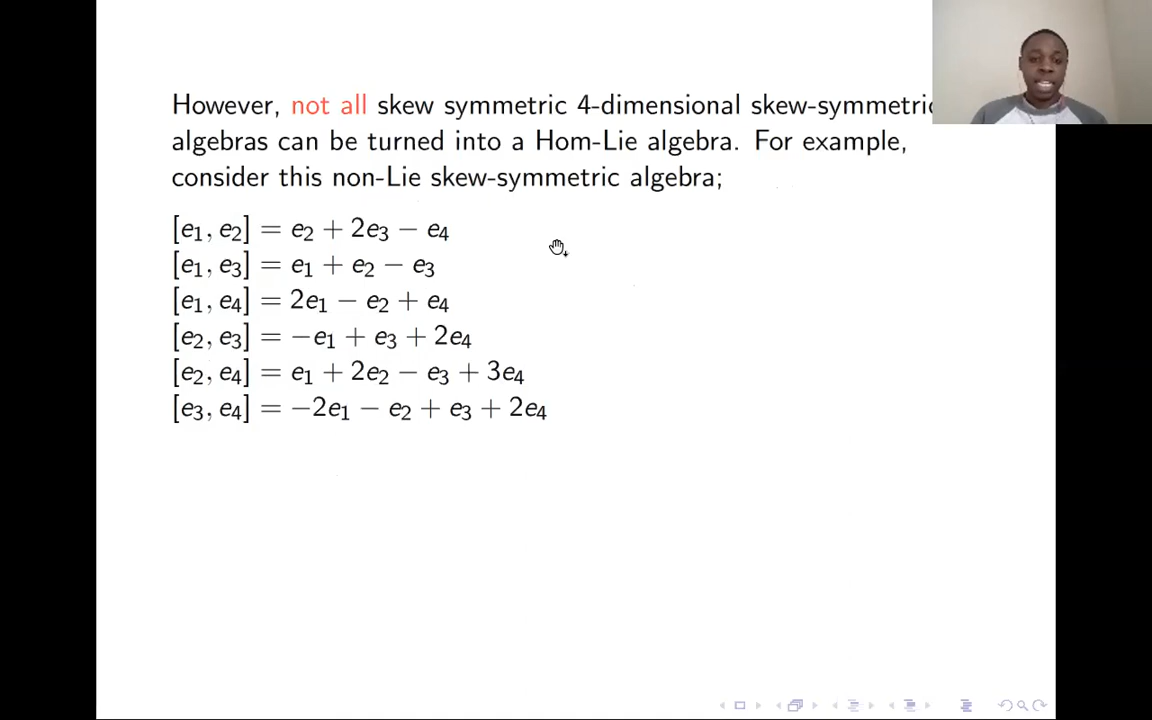 However, not all skew symmetric 4-dimensional skew-symmetric
algebras can be turned into a Hom-Lie algebra. For example,
consider this non-Lie skew-symmetric algebra;
[e₁, e₂] = e₂ + 2e₃ − e₄
[e₁, e₃] = e₁ + e₂ − e₃
[e₁, e₄] = 2e₁ − e₂ + e₄
[e₂, e₃] = −e₁ + e₃ + 2e₄
[e₂, e₄] = e₁ + 2e₂ − e₃ + 3e₄
[e₃, e₄] = −2e₁ − e₂ + e₃ + 2e₄